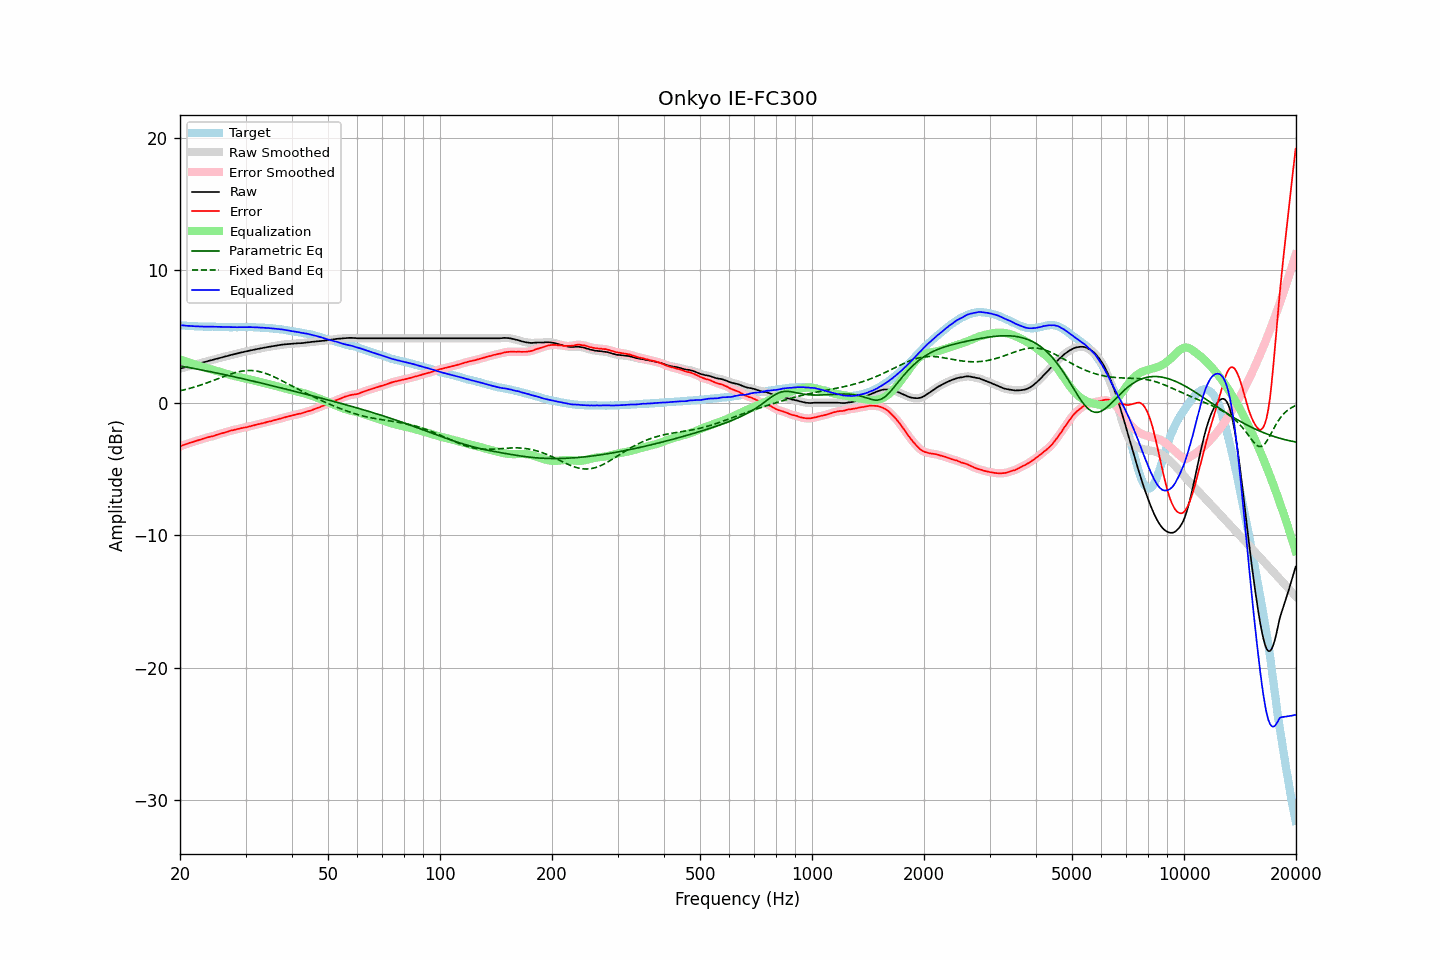 Onkyo IE-FC300
Target
Raw Smoothed
Error Smoothed
Raw
Error
Equalization
Parametric Eq
Fixed Band Eq
Equalized
20
10
0
−10
−20
−30
Amplitude (dBr)
20 50 100 200 500 1000 2000 5000 10000 20000
Frequency (Hz)